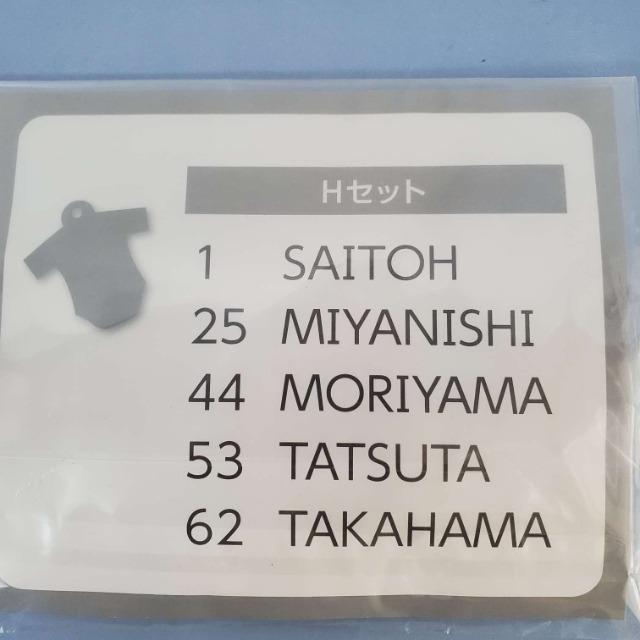 Hセット
1 SAITOH
25 MIYANISHI
44 MORIYAMA
53 TATSUTA
62 TAKAHAMA